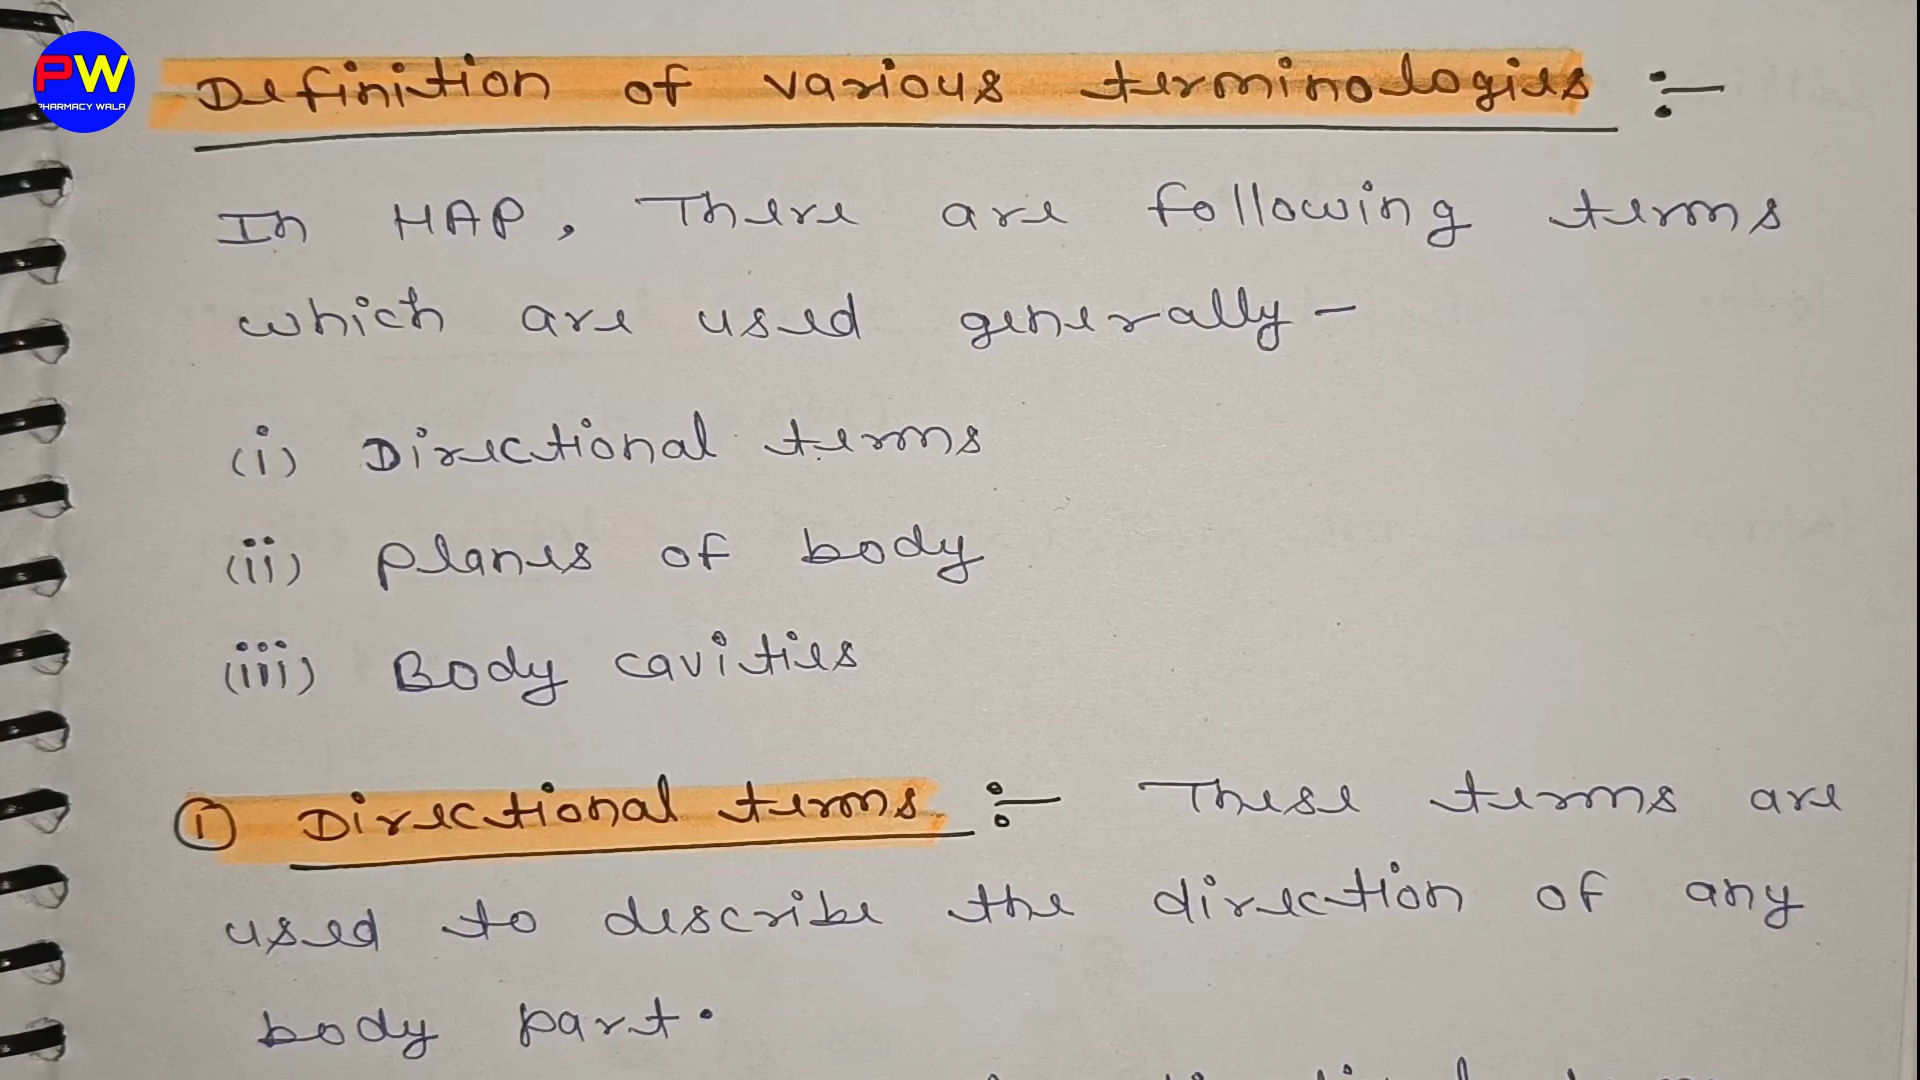 PW
PHARMACY WALA
Definition of various terminologies :-
In HAP, There are following terms
which are used generally -
(i) Directional terms
(ii) Planes of body
(iii) Body cavities
(1) Directional terms :- These terms are
used to describe the direction of any
body part.